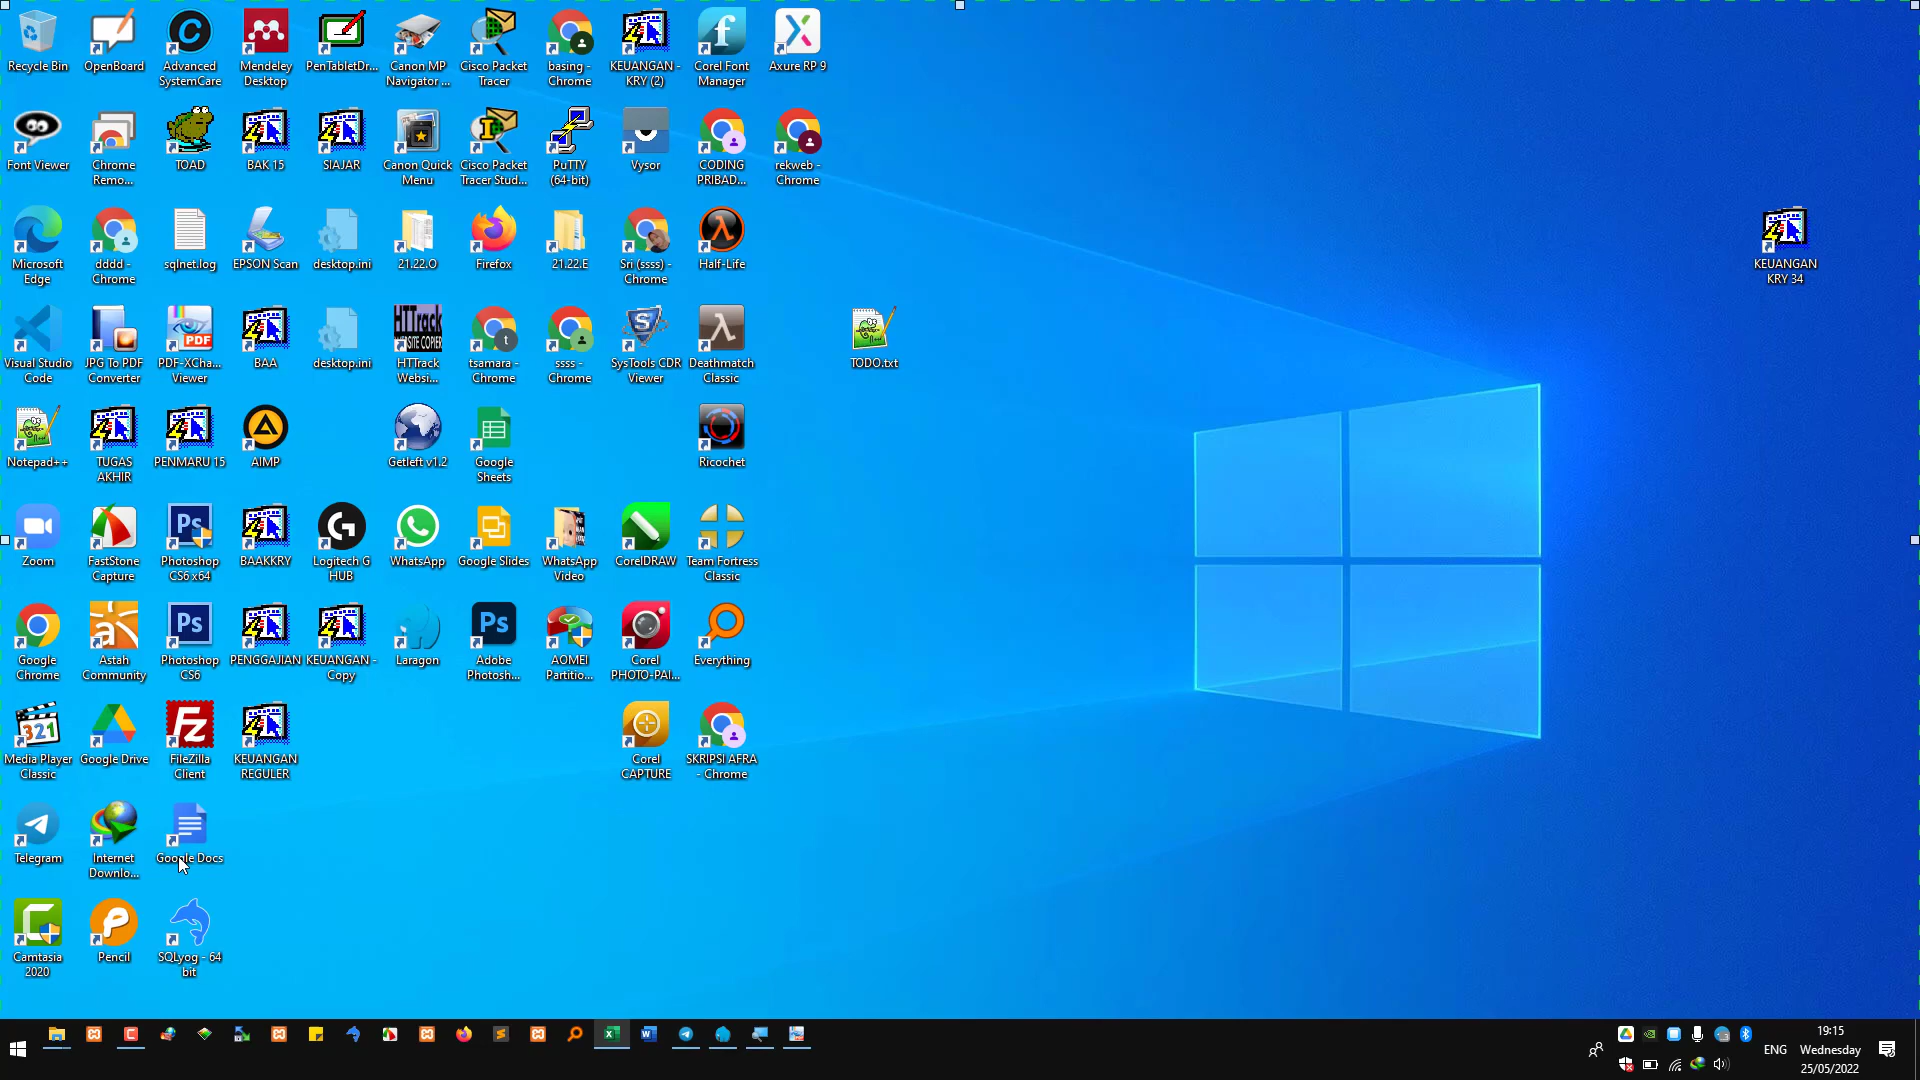 Recycle Bin
OpenBoard
Advanced
SystemCare
Mendeley
Desktop
PenTabletDr...
Canon MP
Navigator ...
Cisco Packet
Tracer
basing -
Chrome
KEUANGAN -
KRY (2)
Corel Font
Manager
Axure RP 9
Font Viewer
Chrome
Remo...
TOAD
BAK 15
SIAJAR
Canon Quick
Menu
Cisco Packet
Tracer Stud...
PuTTY
(64-bit)
Vysor
CODING
PRIBAD...
rekweb -
Chrome
Microsoft
Edge
dddd -
Chrome
sqlnet.log
EPSON Scan
desktop.ini
21.22.O
Firefox
21.22.E
Sri (ssss) -
Chrome
Half-Life
KEUANGAN
KRY 34
Visual Studio
Code
JPG To PDF
Converter
PDF
PDF-XCha...
Viewer
BAA
desktop.ini
HTTrack
WEBSITE COPIER
HTTrack
Websi...
t
tsamara -
Chrome
ssss -
Chrome
SysTools CDR
Viewer
Deathmatch
Classic
TODO.txt
Notepad++
TUGAS
AKHIR
PENMARU 15
AIMP
Getleft v1.2
Google
Sheets
Ricochet
Zoom
FastStone
Capture
Ps
Photoshop
CS6 x64
BAAKKRY
Logitech G
HUB
WhatsApp
Google Slides
WhatsApp
Video
CorelDRAW
Team Fortress
Classic
Google
Chrome
Astah
Community
Ps
Photoshop
CS6
PENGGAJIAN
KEUANGAN -
Copy
Laragon
Ps
Adobe
Photosh...
AOMEI
Partitio...
Corel
PHOTO-PAI...
Everything
321
Media Player
Classic
Google Drive
Fz
FileZilla
Client
KEUANGAN
REGULER
Corel
CAPTURE
SKRIPSI AFRA
- Chrome
Telegram
Internet
Downlo...
Google Docs
Camtasia
2020
Pencil
SQLyog - 64
bit
ENG
19:15
Wednesday
25/05/2022